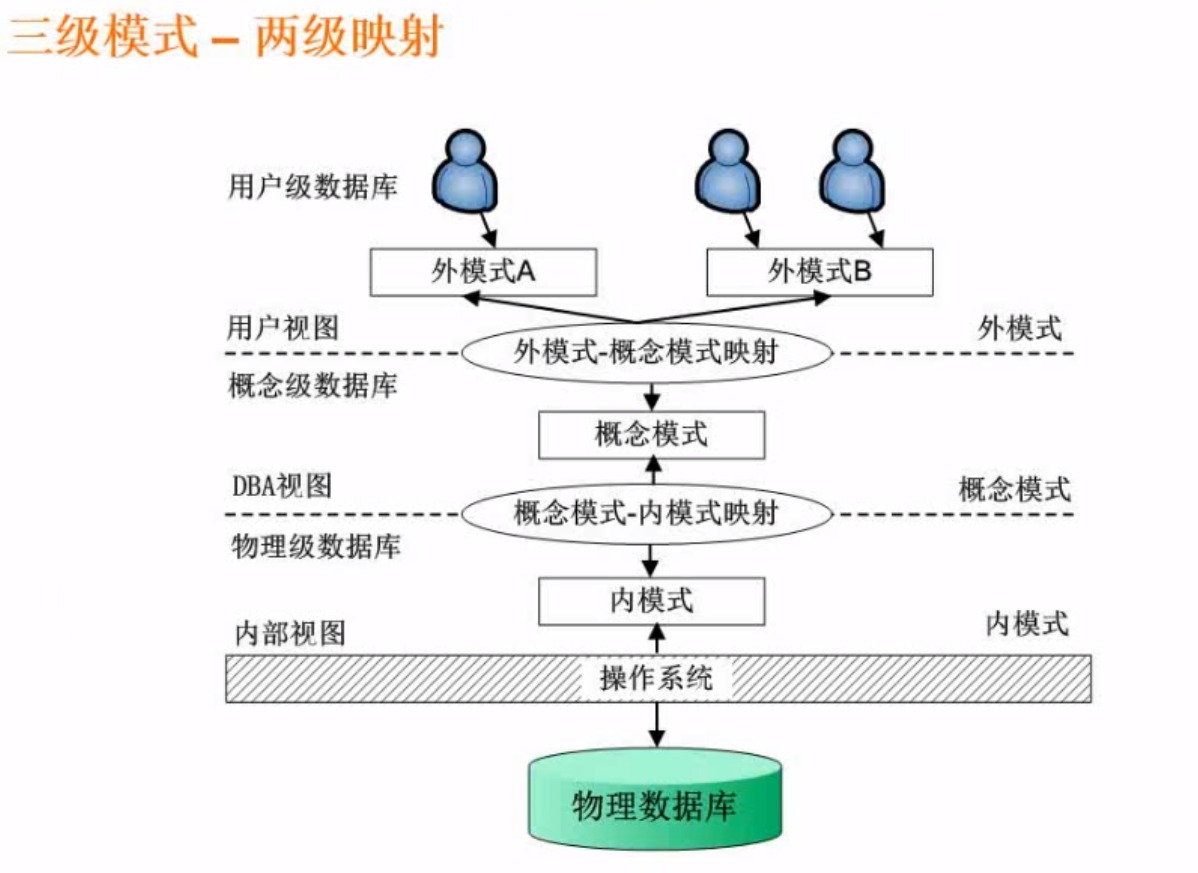 三级模式 – 两级映射
用户级数据库
外模式A
外模式B
用户视图
外模式
外模式-概念模式映射
概念级数据库
概念模式
DBA视图
概念模式
概念模式-内模式映射
物理级数据库
内模式
内部视图
内模式
操作系统
物理数据库